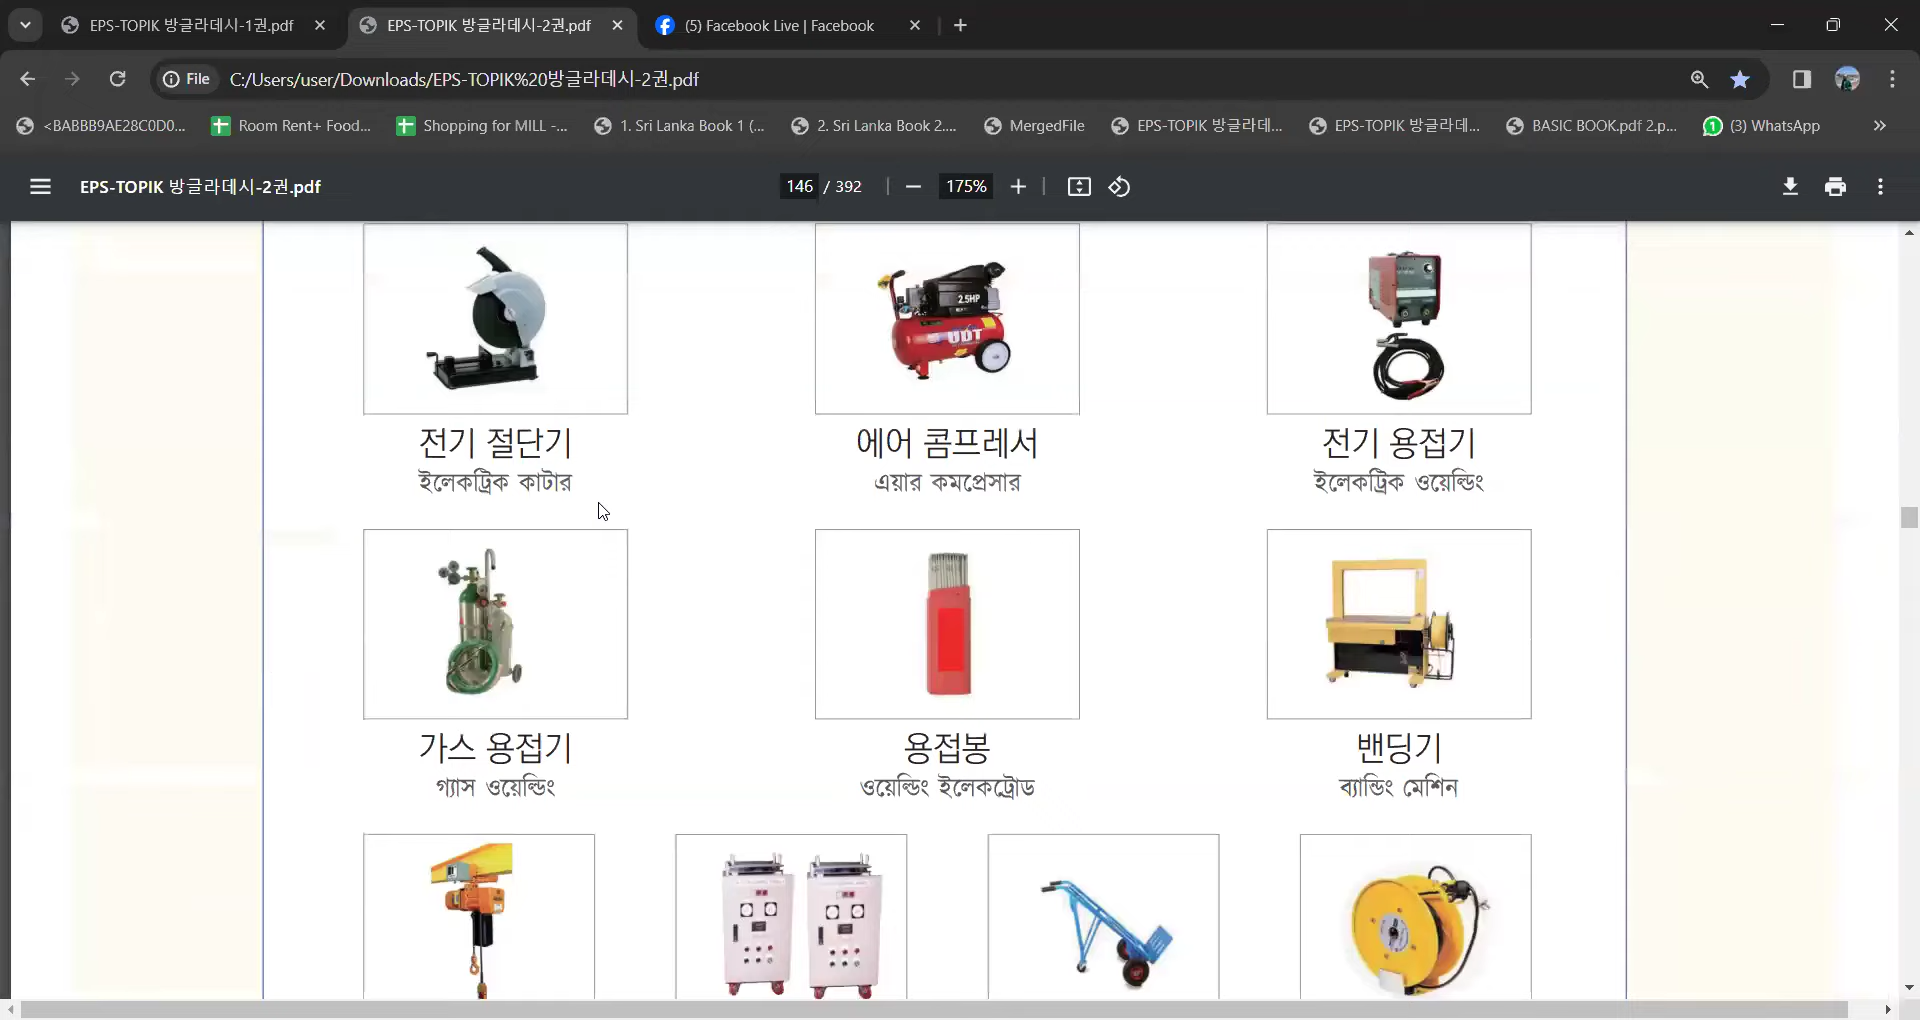 EPS-TOPIK 방글라데시-1권.pdf
EPS-TOPIK 방글라데시-2권.pdf
(5) Facebook Live | Facebook
File
C:/Users/user/Downloads/EPS-TOPIK%20방글라데시-2권.pdf
<BABBB9AE28C0D0...
Room Rent+ Food...
Shopping for MILL -...
1. Sri Lanka Book 1 (...
2. Sri Lanka Book 2....
MergedFile
EPS-TOPIK 방글라데...
EPS-TOPIK 방글라데...
BASIC BOOK.pdf 2.p...
1
(3) WhatsApp
EPS-TOPIK 방글라데시-2권.pdf
146 / 392
175%
2.5HP
UDT
전기 절단기
에어 콤프레서
전기 용접기
ইলেকট্রিক কাটার
এয়ার কমপ্রেসার
ইলেকট্রিক ওয়েল্ডিং
가스 용접기
용접봉
밴딩기
গ্যাস ওয়েল্ডিং
ওয়েল্ডিং ইলেকট্রোড
ব্যান্ডিং মেশিন